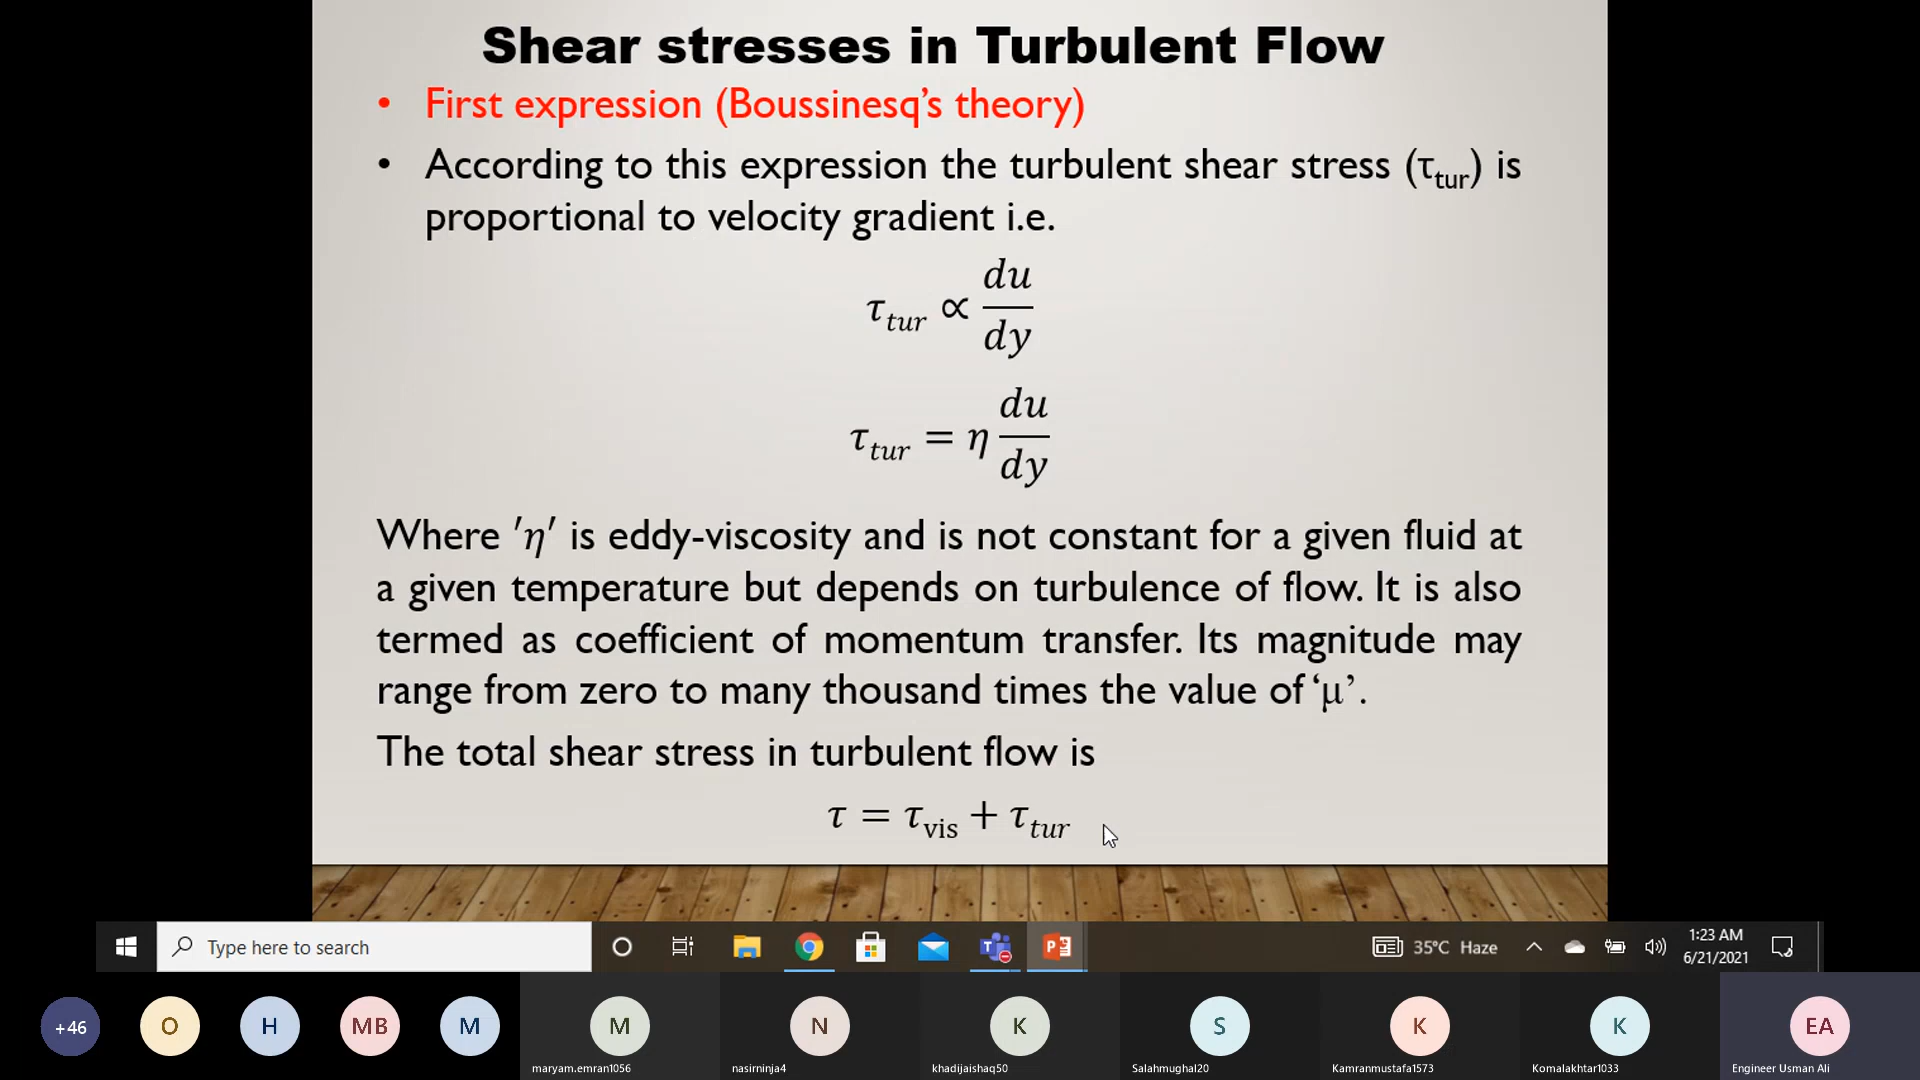 Shear stresses in Turbulent Flow
• First expression (Boussinesq's theory)
• According to this expression the turbulent shear stress (τtur) is
proportional to velocity gradient i.e.
τ_tur ∝ du/dy
τ_tur = η du/dy
Where ′η′ is eddy-viscosity and is not constant for a given fluid at
a given temperature but depends on turbulence of flow. It is also
termed as coefficient of momentum transfer. Its magnitude may
range from zero to many thousand times the value of ‘μ’.
The total shear stress in turbulent flow is
τ = τ_vis + τ_tur
Type here to search
35°C Haze
1:23 AM
6/21/2021
+46 O H MB M M N K S K K EA
maryam.emran1056 nasirninja4 khadijaishaq50 Salahmughal20 Kamranmustafa1573 Komalakhtar1033 Engineer Usman Ali